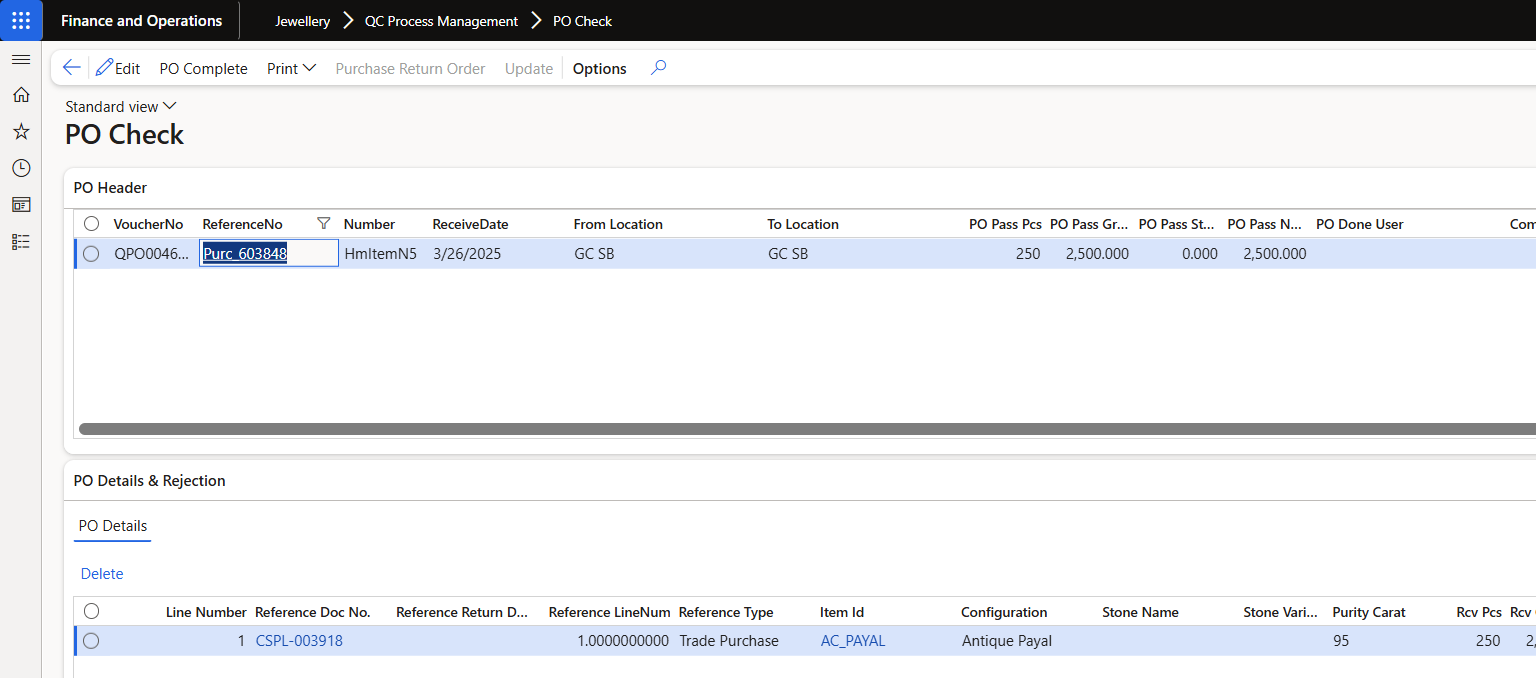 Finance and Operations Jewellery QC Process Management PO Check
Edit PO Complete Print Purchase Return Order Update Options
Standard view
PO Check
PO Header
VoucherNo ReferenceNo Number ReceiveDate From Location To Location PO Pass Pcs PO Pass Gr... PO Pass St... PO Pass N... PO Done User Com
QPO0046... Purc_603848 HmItemN5 3/26/2025 GC SB GC SB 250 2,500.000 0.000 2,500.000
PO Details & Rejection
PO Details
Delete
Line Number Reference Doc No. Reference Return D... Reference LineNum Reference Type Item Id Configuration Stone Name Stone Vari... Purity Carat Rcv Pcs Rcv
1 CSPL-003918 1.0000000000 Trade Purchase AC_PAYAL Antique Payal 95 250 2,